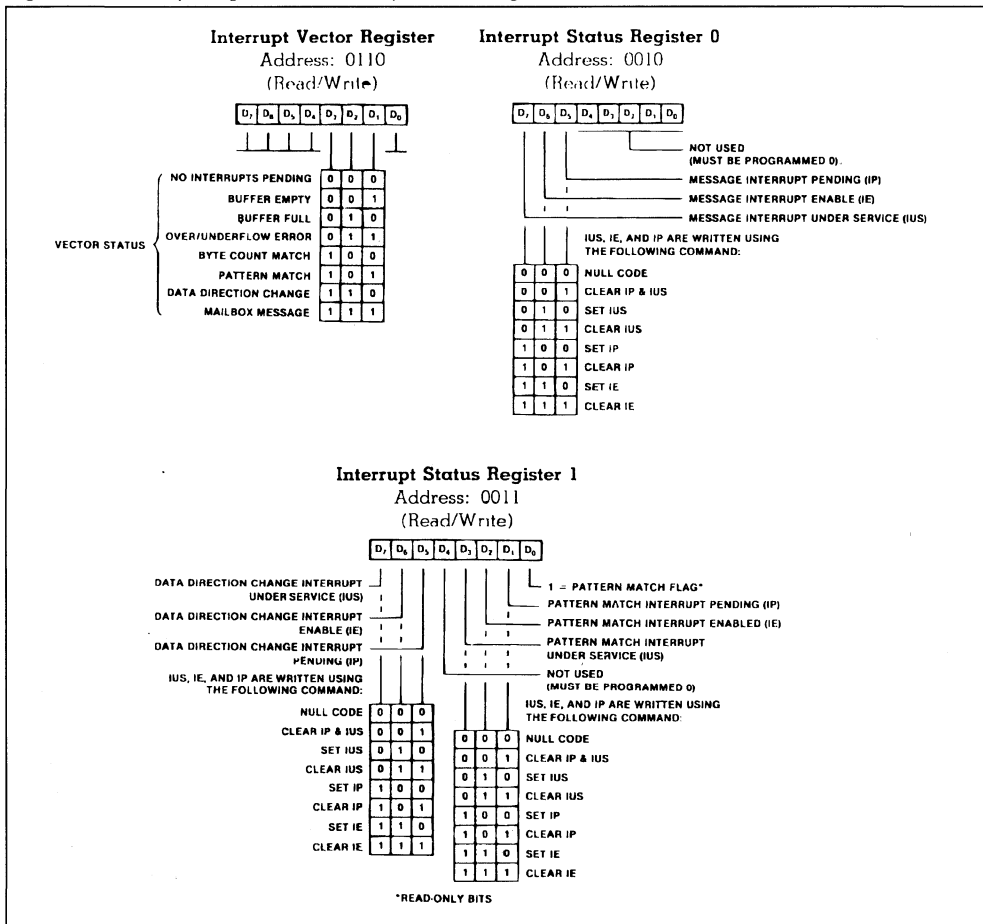 Interrupt Vector Register
Address: 0110
(Read/Write)
D7 D6 D5 D4 D3 D2 D1 D0
NO INTERRUPTS PENDING 0 0 0
BUFFER EMPTY 0 0 1
BUFFER FULL 0 1 0
OVER/UNDERFLOW ERROR 0 1 1
BYTE COUNT MATCH 1 0 0
PATTERN MATCH 1 0 1
DATA DIRECTION CHANGE 1 1 0
MAILBOX MESSAGE 1 1 1
VECTOR STATUS
Interrupt Status Register 0
Address: 0010
(Read/Write)
D7 D6 D5 D4 D3 D2 D1 D0
NOT USED
(MUST BE PROGRAMMED 0).
MESSAGE INTERRUPT PENDING (IP)
MESSAGE INTERRUPT ENABLE (IE)
MESSAGE INTERRUPT UNDER SERVICE (IUS)
IUS, IE, AND IP ARE WRITTEN USING
THE FOLLOWING COMMAND:
0 0 0 NULL CODE
0 0 1 CLEAR IP & IUS
0 1 0 SET IUS
0 1 1 CLEAR IUS
1 0 0 SET IP
1 0 1 CLEAR IP
1 1 0 SET IE
1 1 1 CLEAR IE
Interrupt Status Register 1
Address: 0011
(Read/Write)
D7 D6 D5 D4 D3 D2 D1 D0
DATA DIRECTION CHANGE INTERRUPT
UNDER SERVICE (IUS)
DATA DIRECTION CHANGE INTERRUPT
ENABLE (IE)
DATA DIRECTION CHANGE INTERRUPT
PENDING (IP)
IUS, IE, AND IP ARE WRITTEN USING
THE FOLLOWING COMMAND:
NULL CODE 0 0 0
CLEAR IP & IUS 0 0 1
SET IUS 0 1 0
CLEAR IUS 0 1 1
SET IP 1 0 0
CLEAR IP 1 0 1
SET IE 1 1 0
CLEAR IE 1 1 1
1 = PATTERN MATCH FLAG*
PATTERN MATCH INTERRUPT PENDING (IP)
PATTERN MATCH INTERRUPT ENABLED (IE)
PATTERN MATCH INTERRUPT
UNDER SERVICE (IUS)
NOT USED
(MUST BE PROGRAMMED 0)
IUS, IE, AND IP ARE WRITTEN USING
THE FOLLOWING COMMAND:
0 0 0 NULL CODE
0 0 1 CLEAR IP & IUS
0 1 0 SET IUS
0 1 1 CLEAR IUS
1 0 0 SET IP
1 0 1 CLEAR IP
1 1 0 SET IE
1 1 1 CLEAR IE
*READ-ONLY BITS